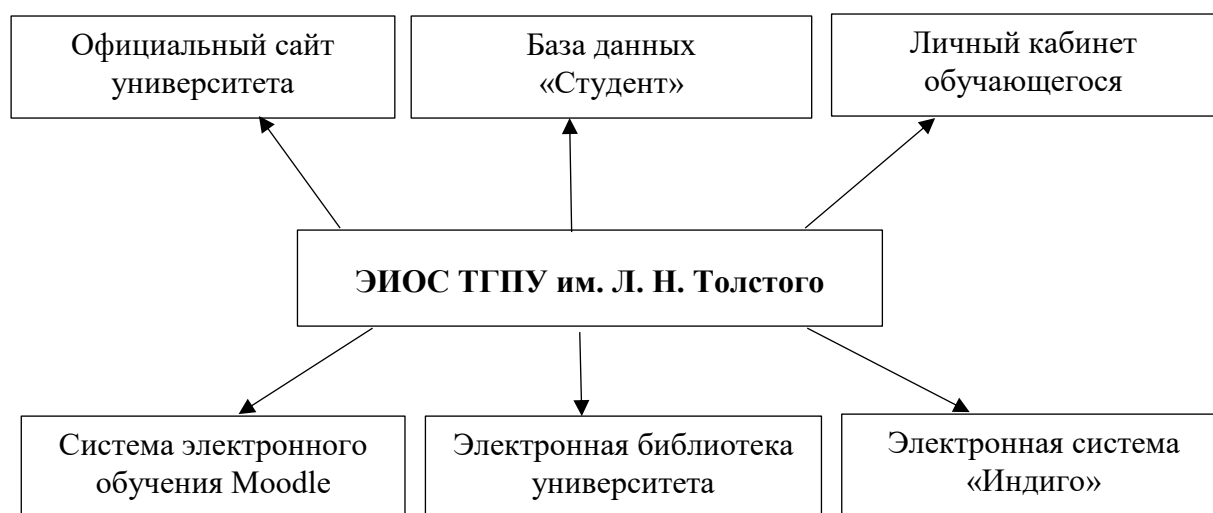 Официальный сайт
университета
База данных
«Студент»
Личный кабинет
обучающегося
ЭИОС ТГПУ им. Л. Н. Толстого
Система электронного
обучения Moodle
Электронная библиотека
университета
Электронная система
«Индиго»